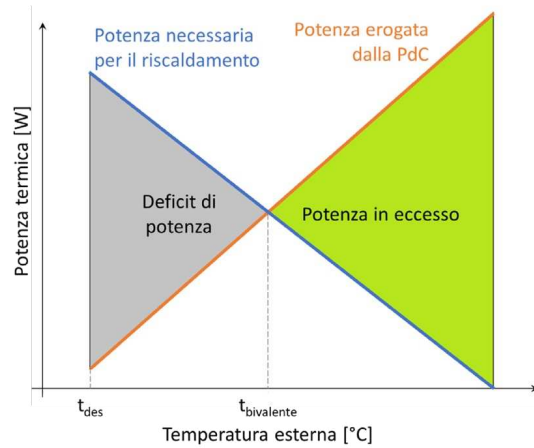 Potenza necessaria
per il riscaldamento
Potenza erogata
dalla PdC
Potenza termica [W]
Deficit di
potenza
Potenza in eccesso
t_des
t_bivalente
Temperatura esterna [°C]